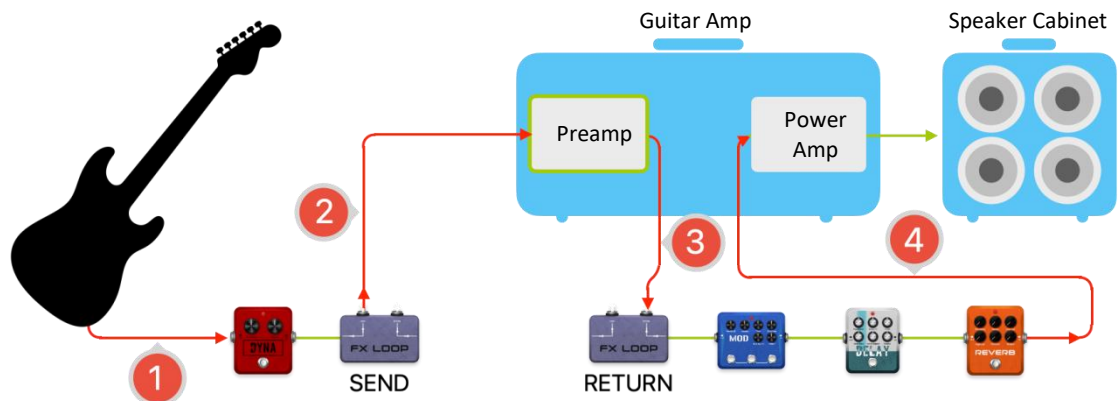 Guitar Amp
Speaker Cabinet
Preamp
Power
Amp
2
3
4
1
DYNA
FX LOOP
FX LOOP
MOD
DELAY
REVERB
SEND
RETURN